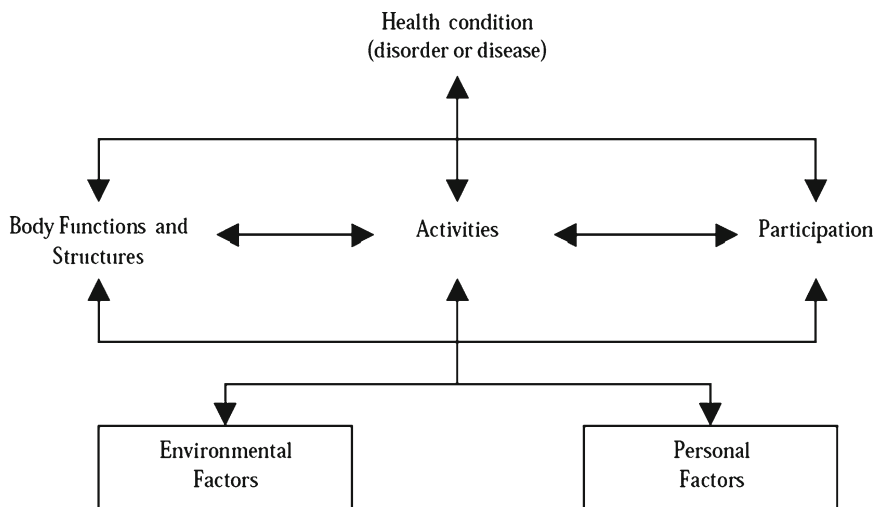 Health condition
(disorder or disease)
Body Functions and
Structures
Activities
Participation
Environmental
Factors
Personal
Factors